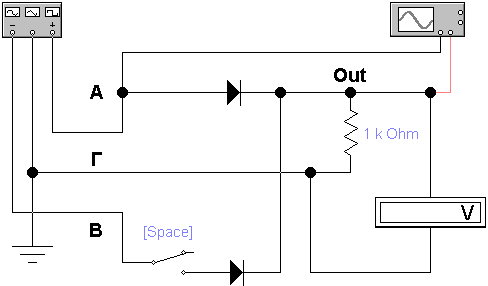 − +
Out
А
1 k Ohm
Г
V
В
[Space]